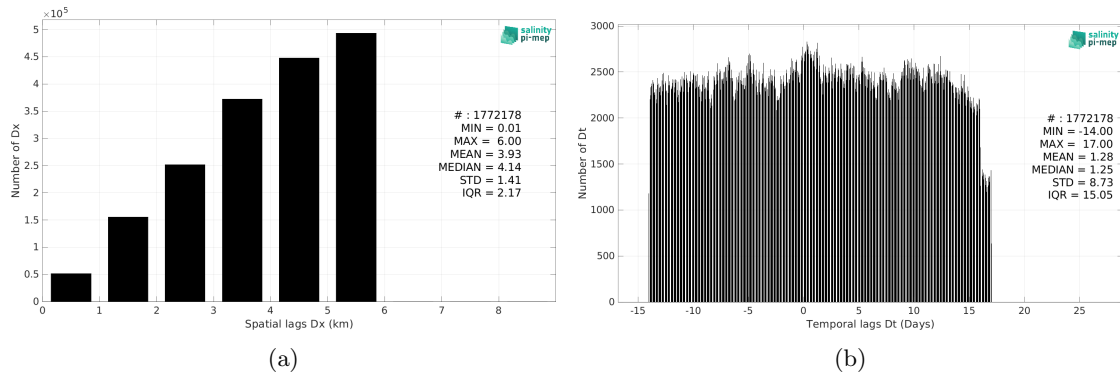 ×10^5
5
4.5
4
3.5
3
2.5
2
1.5
1
0.5
0
0 1 2 3 4 5 6 7 8
Number of Dx
Spatial lags Dx (km)
salinity
pi-mep
# : 1772178
MIN = 0.01
MAX = 6.00
MEAN = 3.93
MEDIAN = 4.14
STD = 1.41
IQR = 2.17
(a)
3000
2500
2000
1500
1000
500
0
-15 -10 -5 0 5 10 15 20 25
Number of Dt
Temporal lags Dt (Days)
salinity
pi-mep
# : 1772178
MIN = -14.00
MAX = 17.00
MEAN = 1.28
MEDIAN = 1.25
STD = 8.73
IQR = 15.05
(b)